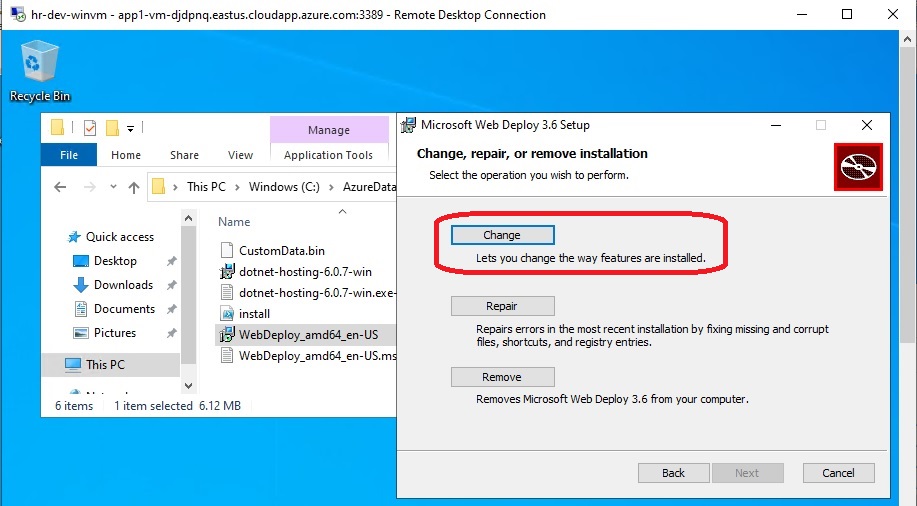 hr-dev-winvm - app1-vm-djdpnq.eastus.cloudapp.azure.com:3389 - Remote Desktop Connection
Recycle Bin
Manage
File Home Share View Application Tools
This PC > Windows (C:) > AzureData
Name
Quick access
Desktop
Downloads
Documents
Pictures
This PC
CustomData.bin
dotnet-hosting-6.0.7-win
dotnet-hosting-6.0.7-win.exe-
install
WebDeploy_amd64_en-US
WebDeploy_amd64_en-US.ms
6 items 1 item selected 6.12 MB
Microsoft Web Deploy 3.6 Setup
Change, repair, or remove installation
Select the operation you wish to perform.
Change
Lets you change the way features are installed.
Repair
Repairs errors in the most recent installation by fixing missing and corrupt
files, shortcuts, and registry entries.
Remove
Removes Microsoft Web Deploy 3.6 from your computer.
Back Next Cancel